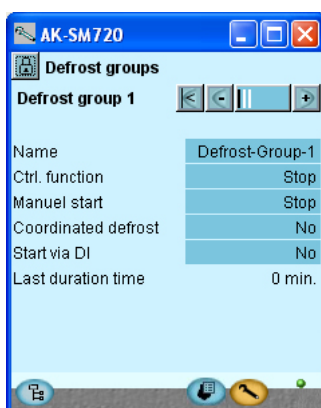 AK-SM720
Defrost groups
Defrost group 1
Name Defrost-Group-1
Ctrl. function Stop
Manuel start Stop
Coordinated defrost No
Start via DI No
Last duration time 0 min.